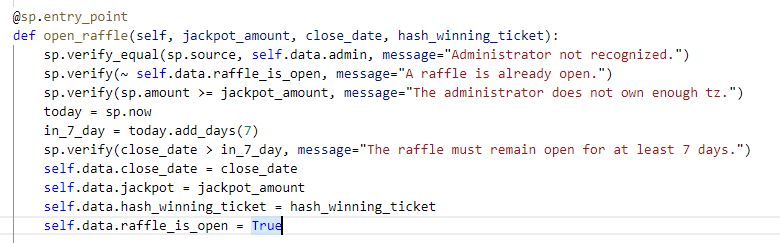 @sp.entry_point
def open_raffle(self, jackpot_amount, close_date, hash_winning_ticket):
    sp.verify_equal(sp.source, self.data.admin, message="Administrator not recognized.")
    sp.verify(~ self.data.raffle_is_open, message="A raffle is already open.")
    sp.verify(sp.amount >= jackpot_amount, message="The administrator does not own enough tz.")
    today = sp.now
    in_7_day = today.add_days(7)
    sp.verify(close_date > in_7_day, message="The raffle must remain open for at least 7 days.")
    self.data.close_date = close_date
    self.data.jackpot = jackpot_amount
    self.data.hash_winning_ticket = hash_winning_ticket
    self.data.raffle_is_open = True